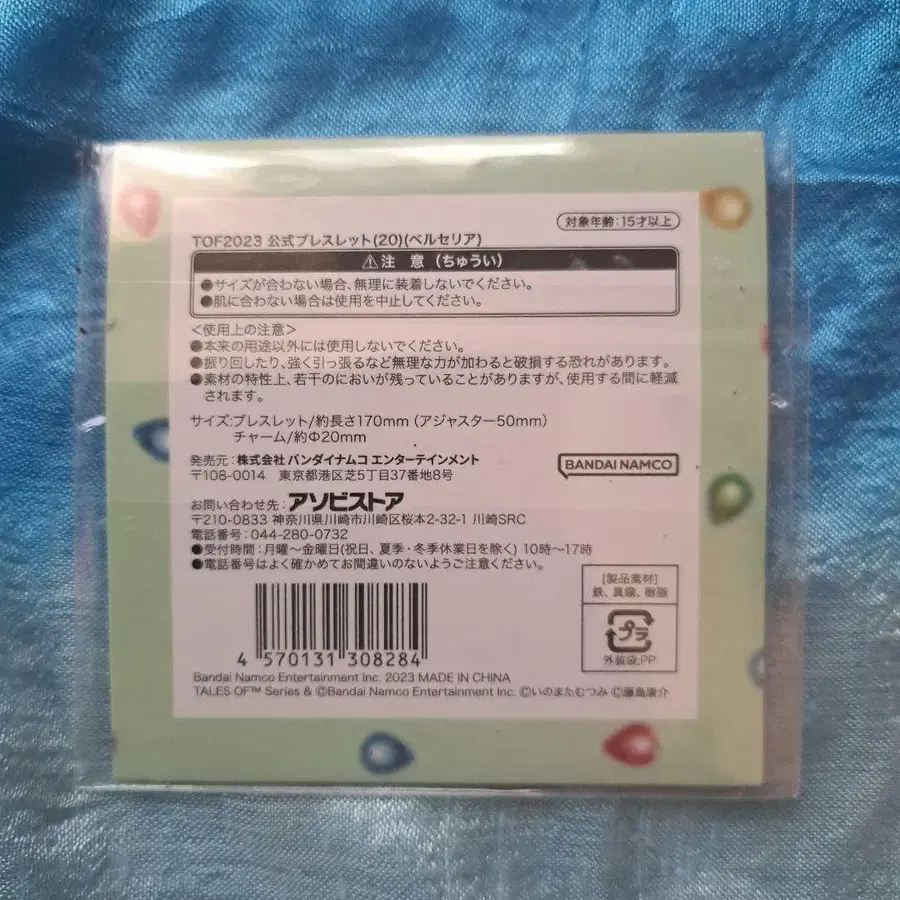 対象年齢:15才以上
TOF2023 公式ブレスレット(20)(ベルセリア)
⚠注 意(ちゅうい)
●サイズが合わない場合、無理に装着しないでください。
●肌に合わない場合は使用を中止してください。
<使用上の注意>
●本来の用途以外には使用しないでください。
●振り回したり、強く引っ張るなど無理な力が加わると破損する恐れがあります。
●素材の特性上、若干のにおいが残っていることがありますが、使用する間に軽減
されます。
サイズ:ブレスレット/約長さ170mm(アジャスター50mm)
チャーム/約Φ20mm
発売元:株式会社 バンダイナムコ エンターテインメント
〒108-0014 東京都港区芝5丁目37番地8号
BANDAI NAMCO
お問い合わせ先:アソビストア
〒210-0833 神奈川県川崎市川崎区桜本2-32-1 川崎SRC
電話番号:044-280-0732
●受付時間:月曜～金曜日(祝日、夏季・冬季休業日を除く)10時～17時
●電話番号はよく確かめてお間違いのないようご注意ください。
[製品素材]
鉄、真鍮、樹脂
プラ
外装袋:PP
4 570131 308284
Bandai Namco Entertainment Inc. 2023 MADE IN CHINA
TALES OF™ Series & ©Bandai Namco Entertainment Inc. ©いのまたむつみ ©藤島康介